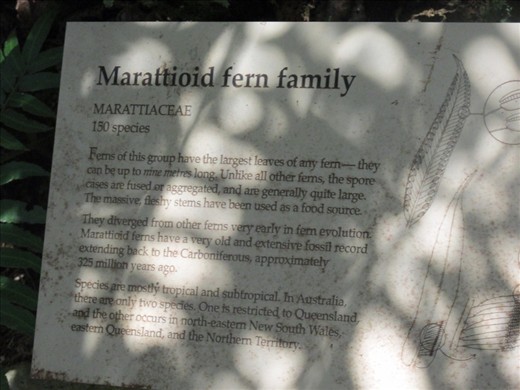 Marattioid fern family
MARATTIACEAE
150 species
Ferns of this group have the largest leaves of any fern— they
can be up to nine metres long. Unlike all other ferns, the spore
cases are fused or aggregated, and are generally quite large.
The massive, fleshy stems have been used as a food source.
They diverged from other ferns very early in fern evolution.
Marattioid ferns have a very old and extensive fossil record
extending back to the Carboniferous, approximately
325 million years ago.
Species are mostly tropical and subtropical. In Australia,
there are only two species. One is restricted to Queensland,
and the other occurs in north-eastern New South Wales,
eastern Queensland, and the Northern Territory.